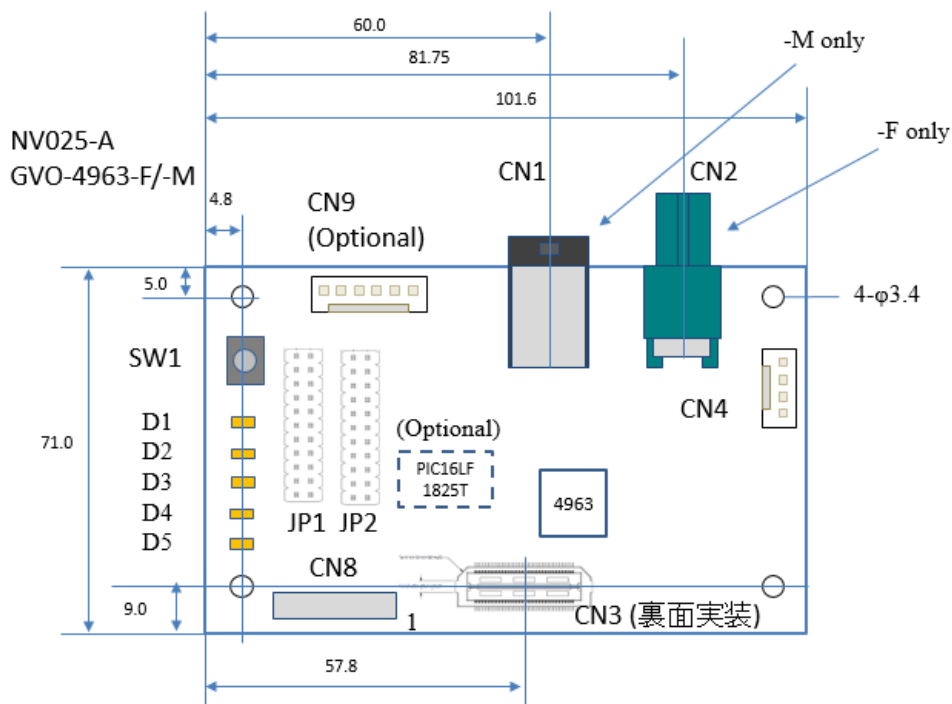 60.0
-M only
81.75
101.6
NV025-A
-F only
GVO-4963-F/-M
CN1
CN2
4.8
CN9
(Optional)
5.0
4-φ3.4
SW1
CN4
D1
(Optional)
71.0
D2
PIC16LF
1825T
D3
4963
D4
JP1
JP2
D5
CN8
9.0
1
CN3 (裏面実装)
57.8